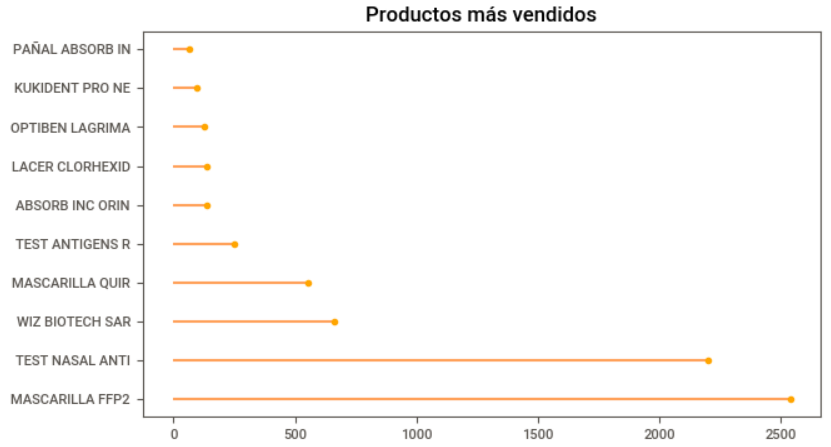 Productos más vendidos
PAÑAL ABSORB IN
KUKIDENT PRO NE
OPTIBEN LAGRIMA
LACER CLORHEXID
ABSORB INC ORIN
TEST ANTIGENS R
MASCARILLA QUIR
WIZ BIOTECH SAR
TEST NASAL ANTI
MASCARILLA FFP2
0 500 1000 1500 2000 2500